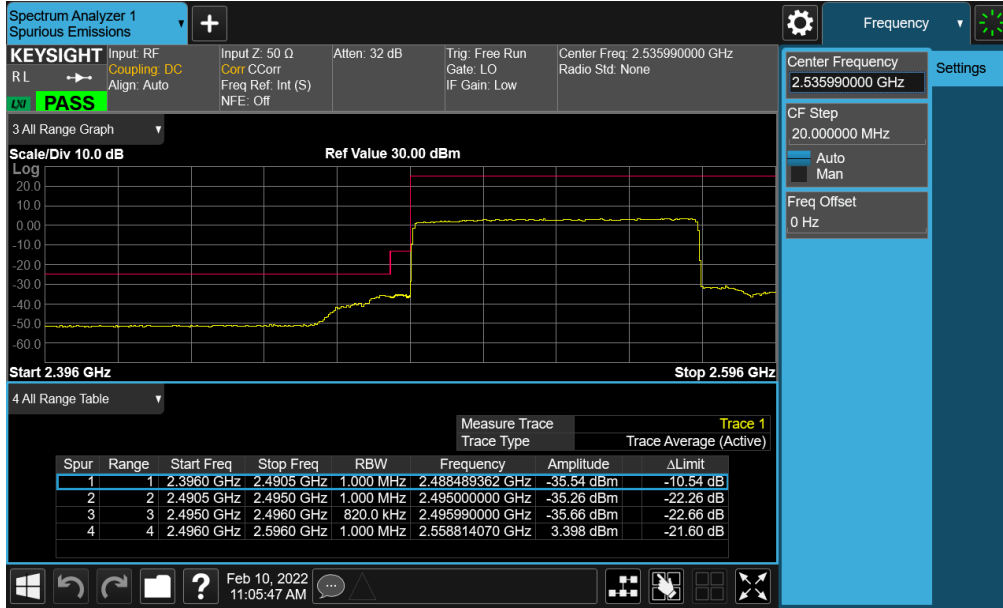 Spectrum Analyzer 1
Spurious Emissions
Frequency
KEYSIGHT
R L
LXI PASS
Input: RF
Coupling: DC
Align: Auto
Input Z: 50 Ω
Corr CCorr
Freq Ref: Int (S)
NFE: Off
Atten: 32 dB
Trig: Free Run
Gate: LO
IF Gain: Low
Center Freq: 2.535990000 GHz
Radio Std: None
Center Frequency
2.535990000 GHz
Settings
CF Step
20.000000 MHz
Auto
Man
Freq Offset
0 Hz
3 All Range Graph
Scale/Div 10.0 dB
Ref Value 30.00 dBm
Log
20.0
10.0
0.00
-10.0
-20.0
-30.0
-40.0
-50.0
-60.0
Start 2.396 GHz
Stop 2.596 GHz
4 All Range Table
Measure Trace Trace 1
Trace Type Trace Average (Active)
Spur Range Start Freq Stop Freq RBW Frequency Amplitude ΔLimit
1 1 2.3960 GHz 2.4905 GHz 1.000 MHz 2.488489362 GHz -35.54 dBm -10.54 dB
2 2 2.4905 GHz 2.4950 GHz 1.000 MHz 2.495000000 GHz -35.26 dBm -22.26 dB
3 3 2.4950 GHz 2.4960 GHz 820.0 kHz 2.495990000 GHz -35.66 dBm -22.66 dB
4 4 2.4960 GHz 2.5960 GHz 1.000 MHz 2.558814070 GHz 3.398 dBm -21.60 dB
Feb 10, 2022
11:05:47 AM